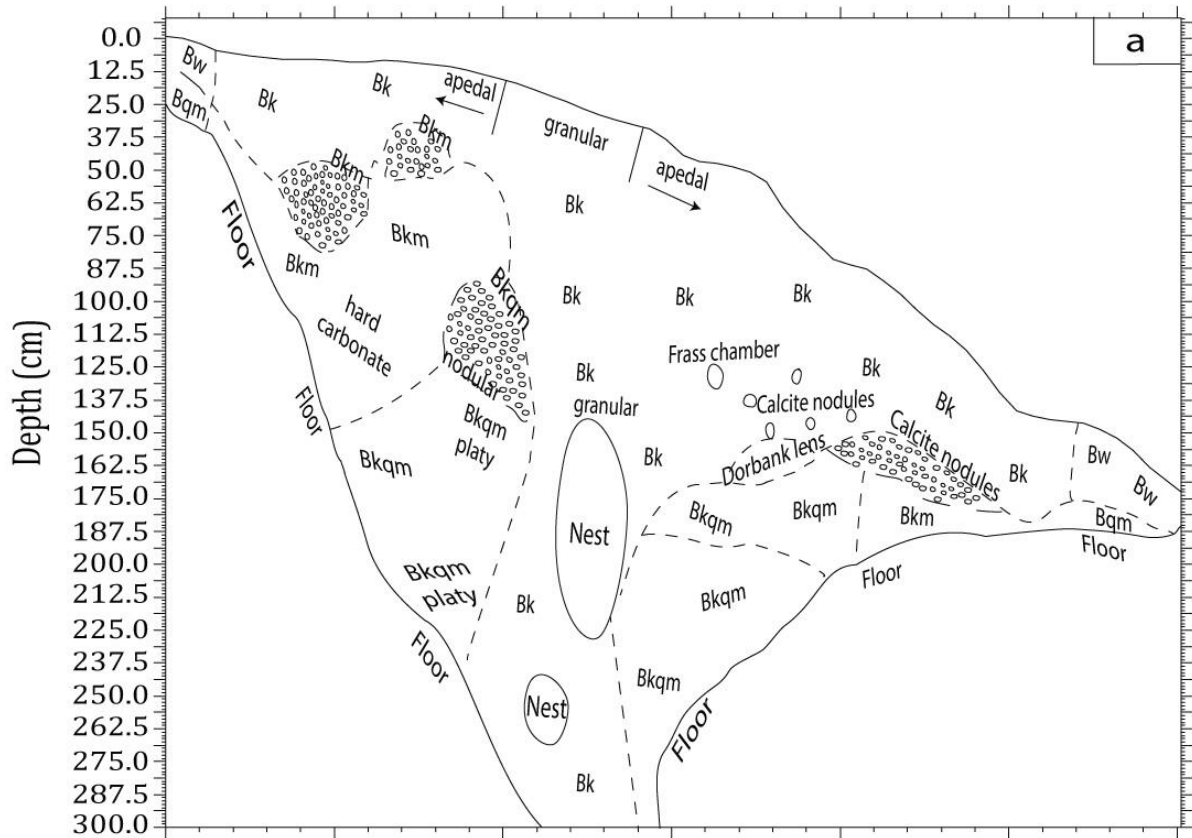 a
0.0
12.5
25.0
37.5
50.0
62.5
75.0
87.5
100.0
112.5
125.0
137.5
150.0
162.5
175.0
187.5
200.0
212.5
225.0
237.5
250.0
262.5
275.0
287.5
300.0
Depth (cm)
Bw
Bqm
Bk
Bk
apedal
granular
apedal
Bkm
Bkm
Bk
Floor
Bkm
Bkm
Bkqm
nodular
hard
carbonate
Bk
Bk
Bk
Frass chamber
Bk
granular
Bk
Calcite nodules
Bk
Floor
Bkqm
platy
Bkqm
Bk
Dorbank lens
Calcite nodules
Bk
Bw
Bw
Bkqm
Bkqm
Bkm
Bqm
Floor
Nest
Bkqm
platy
Floor
Bk
Bkqm
Floor
Bkqm
Nest
Floor
Bk